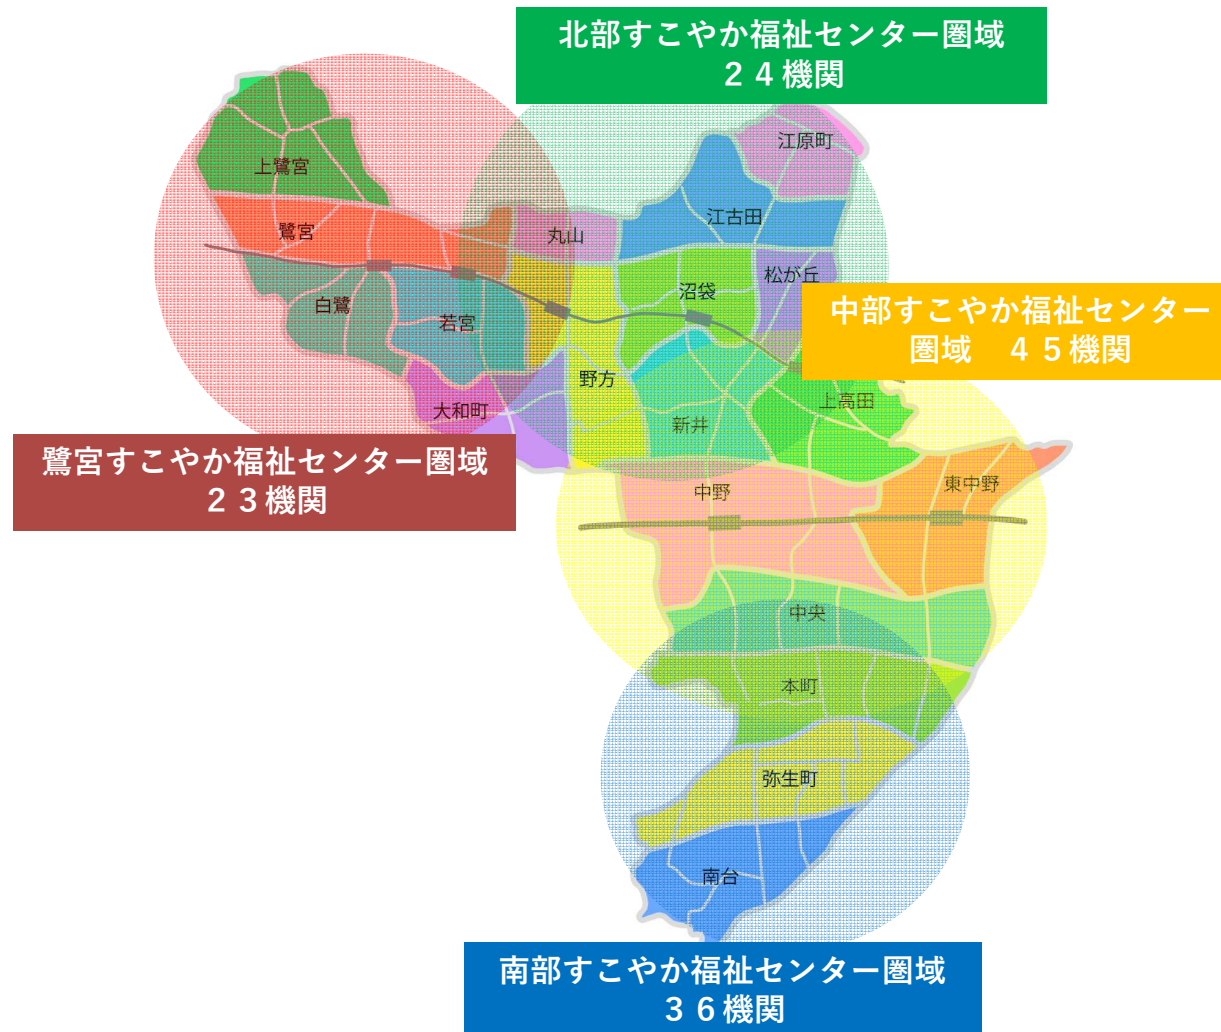 北部すこやか福祉センター圏域
２４機関
江原町
上鷺宮
江古田
鷺宮
丸山
松が丘
沼袋
白鷺
若宮
中部すこやか福祉センター
圏域　４５機関
野方
上高田
大和町
新井
鷺宮すこやか福祉センター圏域
２３機関
中野
東中野
中央
本町
弥生町
南台
南部すこやか福祉センター圏域
３６機関